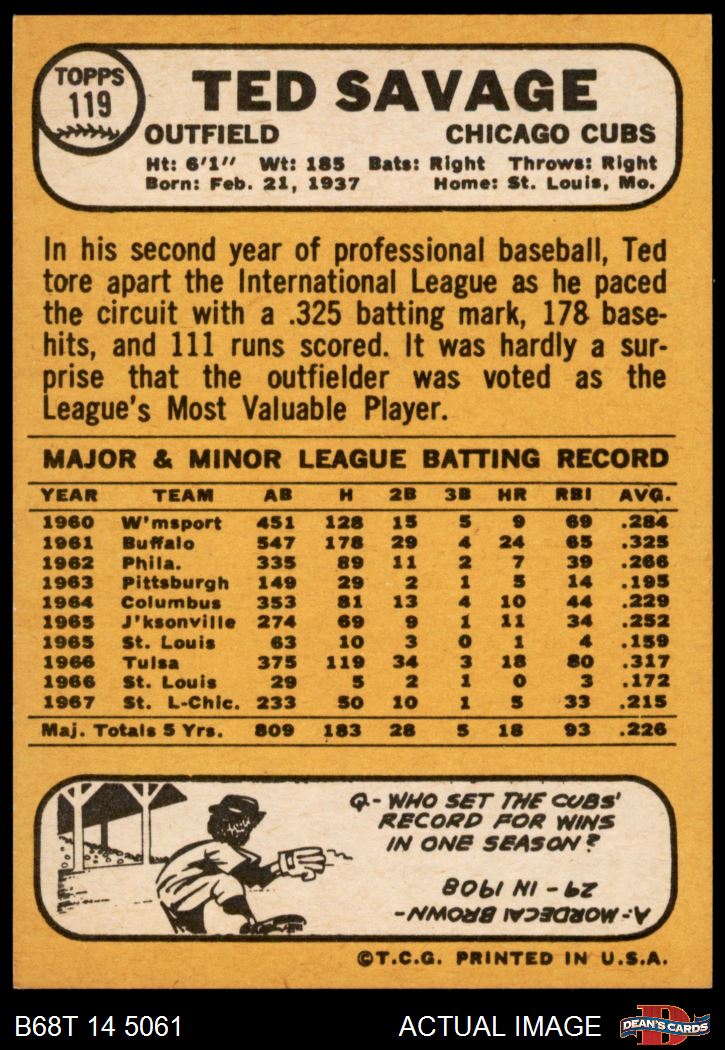 TOPPS
119
TED SAVAGE
OUTFIELD CHICAGO CUBS
Ht: 6'1" Wt: 185 Bats: Right Throws: Right
Born: Feb. 21, 1937 Home: St. Louis, Mo.
In his second year of professional baseball, Ted
tore apart the International League as he paced
the circuit with a .325 batting mark, 178 base-
hits, and 111 runs scored. It was hardly a sur-
prise that the outfielder was voted as the
League's Most Valuable Player.
MAJOR & MINOR LEAGUE BATTING RECORD
YEAR TEAM AB H 2B 3B HR RBI AVG.
1960 W'msport 451 128 15 5 9 69 .284
1961 Buffalo 547 178 29 4 24 65 .325
1962 Phila. 335 89 11 2 7 39 .266
1963 Pittsburgh 149 29 2 1 5 14 .195
1964 Columbus 353 81 13 4 10 44 .229
1965 J'ksonville 274 69 9 1 11 34 .252
1965 St. Louis 63 10 3 0 1 4 .159
1966 Tulsa 375 119 34 3 18 80 .317
1966 St. Louis 29 5 2 1 0 3 .172
1967 St. L-Chic. 233 50 10 1 5 33 .215
Maj. Totals 5 Yrs. 809 183 28 5 18 93 .226
Q- WHO SET THE CUBS'
RECORD FOR WINS
IN ONE SEASON?
A- MORDECAI BROWN-
29 - IN 1908
©T.C.G. PRINTED IN U.S.A.
B68T 14 5061 ACTUAL IMAGE
D
DEAN'S CARDS